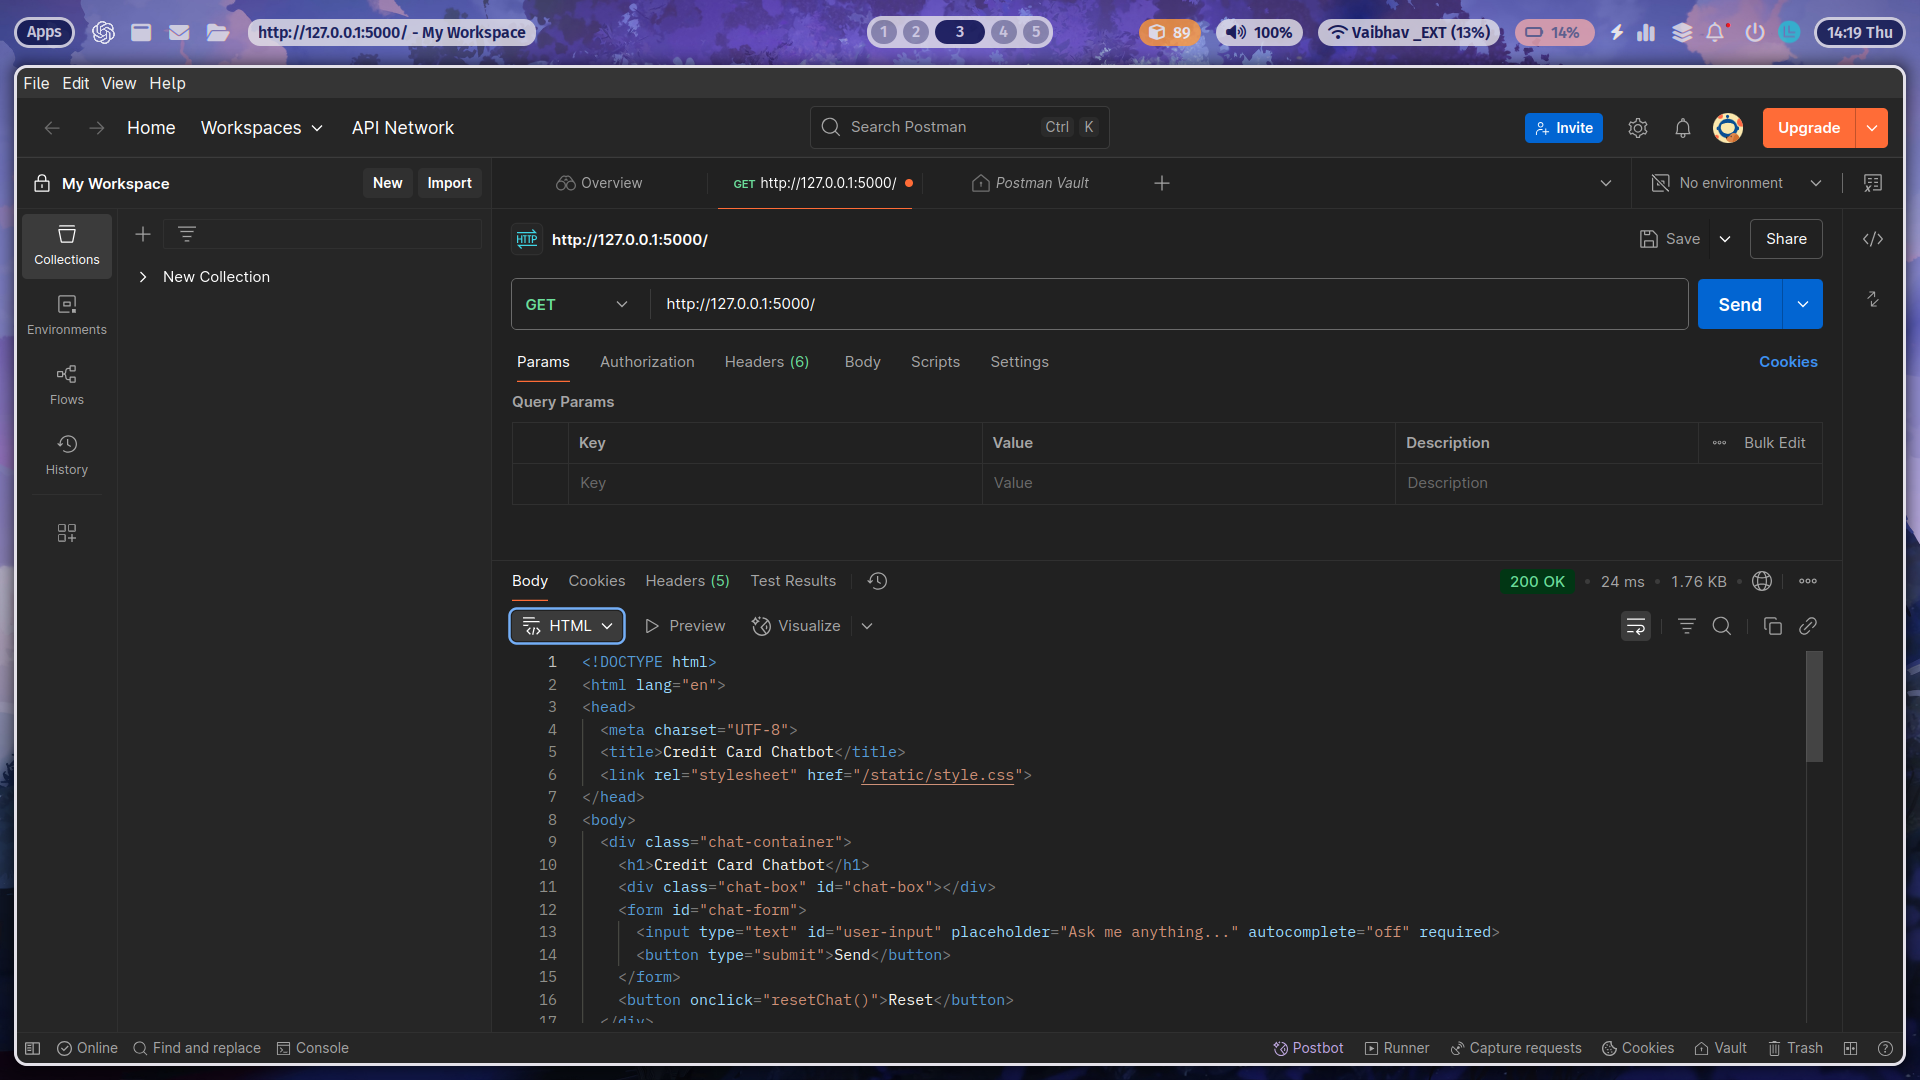 Apps http://127.0.0.1:5000/ - My Workspace 1 2 3 4 5 89 100% Vaibhav _EXT (13%) 14% 14:19 Thu
File Edit View Help
Home Workspaces API Network Search Postman Ctrl K Invite Upgrade
My Workspace New Import Overview GET http://127.0.0.1:5000/ Postman Vault No environment
Collections
New Collection
Environments
Flows
History
HTTP http://127.0.0.1:5000/ Save Share
GET http://127.0.0.1:5000/ Send
Params Authorization Headers (6) Body Scripts Settings Cookies
Query Params
Key Value Description Bulk Edit
Key Value Description
Body Cookies Headers (5) Test Results 200 OK 24 ms 1.76 KB
HTML Preview Visualize
1 <!DOCTYPE html>
2 <html lang="en">
3 <head>
4 <meta charset="UTF-8">
5 <title>Credit Card Chatbot</title>
6 <link rel="stylesheet" href="/static/style.css">
7 </head>
8 <body>
9 <div class="chat-container">
10 <h1>Credit Card Chatbot</h1>
11 <div class="chat-box" id="chat-box"></div>
12 <form id="chat-form">
13 <input type="text" id="user-input" placeholder="Ask me anything..." autocomplete="off" required>
14 <button type="submit">Send</button>
15 </form>
16 <button onclick="resetChat()">Reset</button>
17 </div>
Online Find and replace Console Postbot Runner Capture requests Cookies Vault Trash